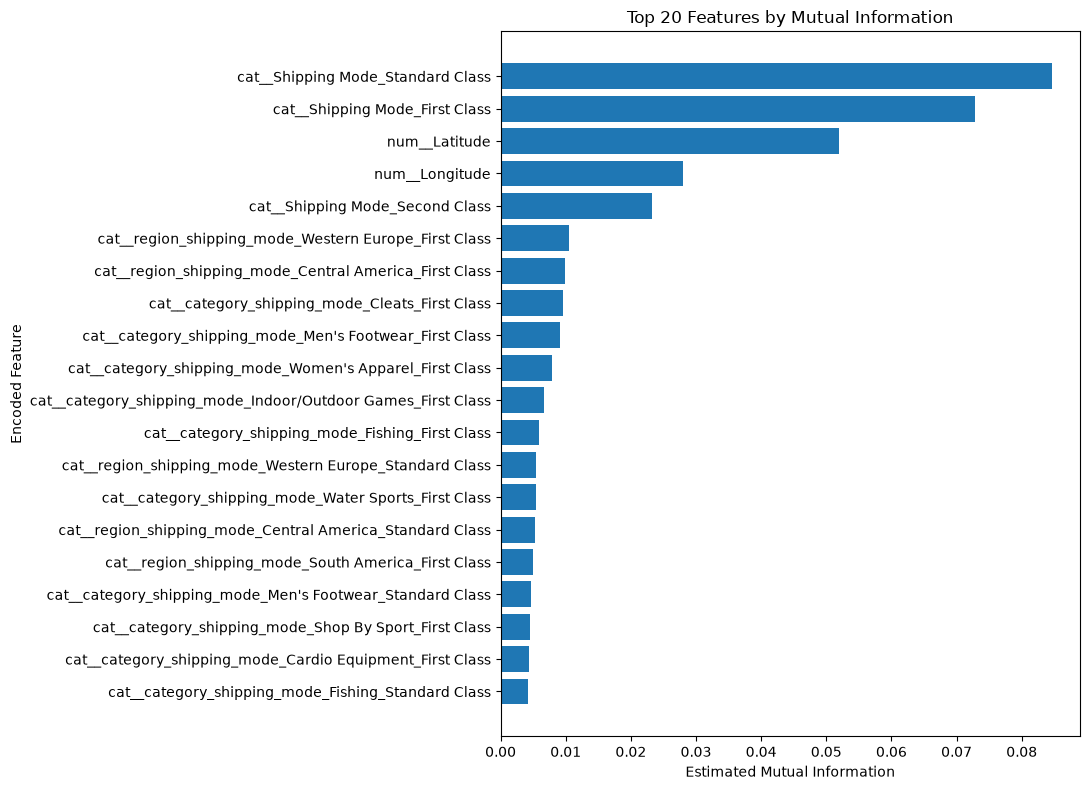 Top 20 Features by Mutual Information
cat__Shipping Mode_Standard Class
cat__Shipping Mode_First Class
num__Latitude
num__Longitude
cat__Shipping Mode_Second Class
cat__region_shipping_mode_Western Europe_First Class
cat__region_shipping_mode_Central America_First Class
cat__category_shipping_mode_Cleats_First Class
cat__category_shipping_mode_Men's Footwear_First Class
cat__category_shipping_mode_Women's Apparel_First Class
cat__category_shipping_mode_Indoor/Outdoor Games_First Class
cat__category_shipping_mode_Fishing_First Class
cat__region_shipping_mode_Western Europe_Standard Class
cat__category_shipping_mode_Water Sports_First Class
cat__region_shipping_mode_Central America_Standard Class
cat__region_shipping_mode_South America_First Class
cat__category_shipping_mode_Men's Footwear_Standard Class
cat__category_shipping_mode_Shop By Sport_First Class
cat__category_shipping_mode_Cardio Equipment_First Class
cat__category_shipping_mode_Fishing_Standard Class
Encoded Feature
0.00 0.01 0.02 0.03 0.04 0.05 0.06 0.07 0.08
Estimated Mutual Information